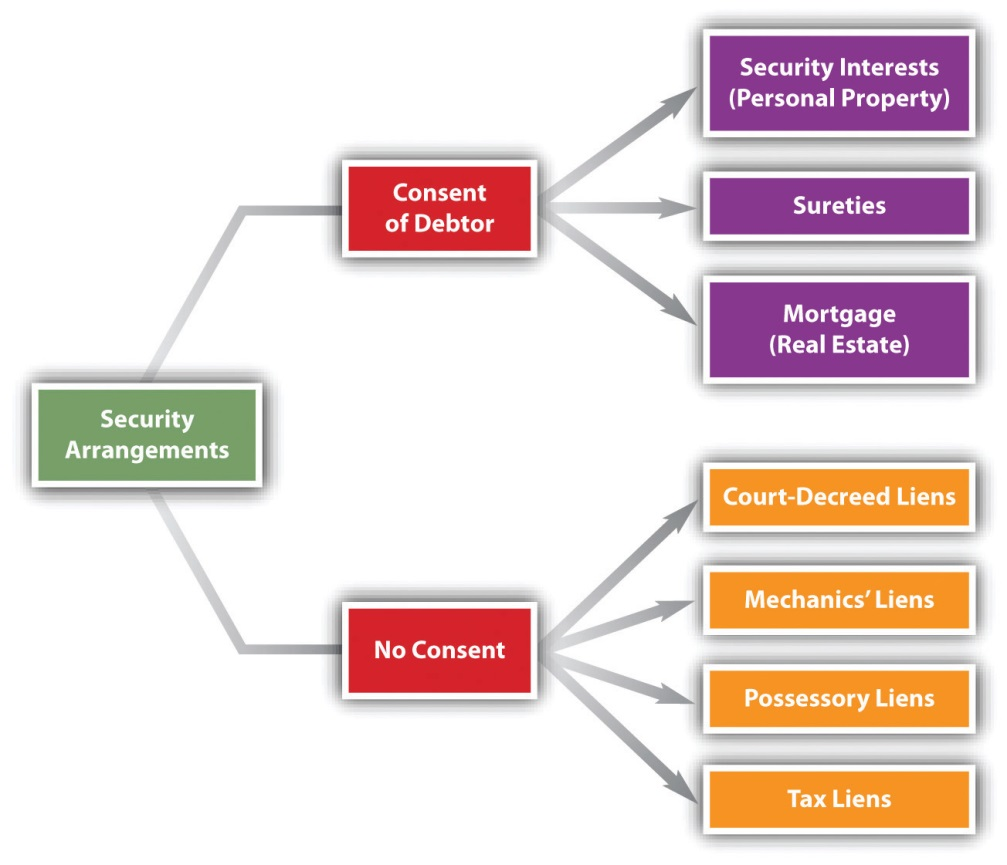 Security
Arrangements
Consent
of Debtor
Security Interests
(Personal Property)
Sureties
Mortgage
(Real Estate)
No Consent
Court-Decreed Liens
Mechanics’ Liens
Possessory Liens
Tax Liens